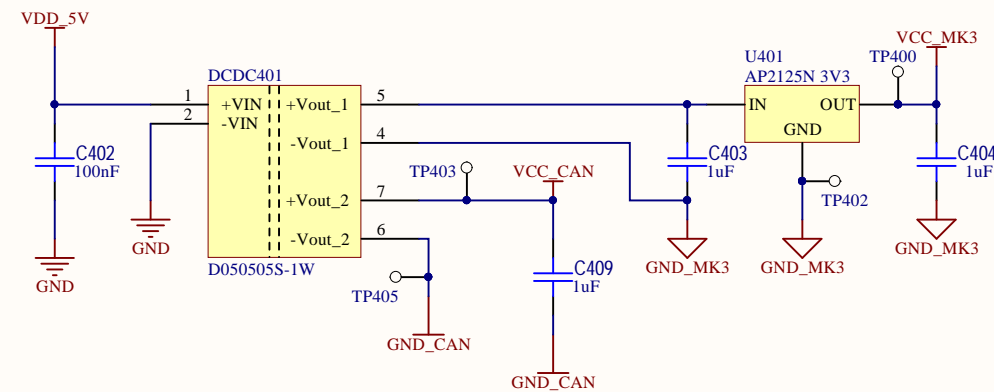 VDD_5V
C402
100nF
GND
GND
DCDC401
1
2
+VIN
-VIN
+Vout_1
-Vout_1
+Vout_2
-Vout_2
5
4
7
6
D050505S-1W
TP403
TP405
GND_CAN
VCC_CAN
C409
1uF
GND_CAN
C403
1uF
GND_MK3
U401
AP2125N 3V3
IN
OUT
GND
TP402
GND_MK3
TP400
VCC_MK3
C404
1uF
GND_MK3